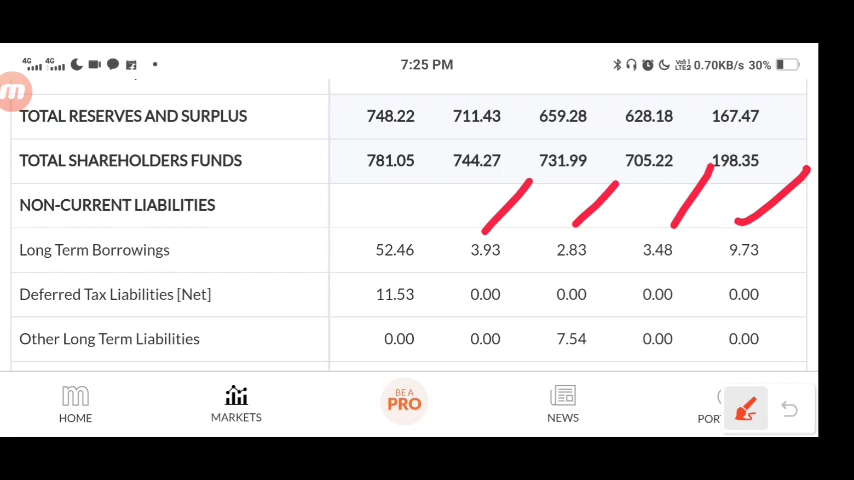 4G 4G 7:25 PM Vo1) LTE2 0.70KB/s 30%
m
TOTAL RESERVES AND SURPLUS 748.22 711.43 659.28 628.18 167.47
TOTAL SHAREHOLDERS FUNDS 781.05 744.27 731.99 705.22 198.35
NON-CURRENT LIABILITIES
Long Term Borrowings 52.46 3.93 2.83 3.48 9.73
Deferred Tax Liabilities [Net] 11.53 0.00 0.00 0.00 0.00
Other Long Term Liabilities 0.00 0.00 7.54 0.00 0.00
BE A
PRO
HOME MARKETS NEWS POR